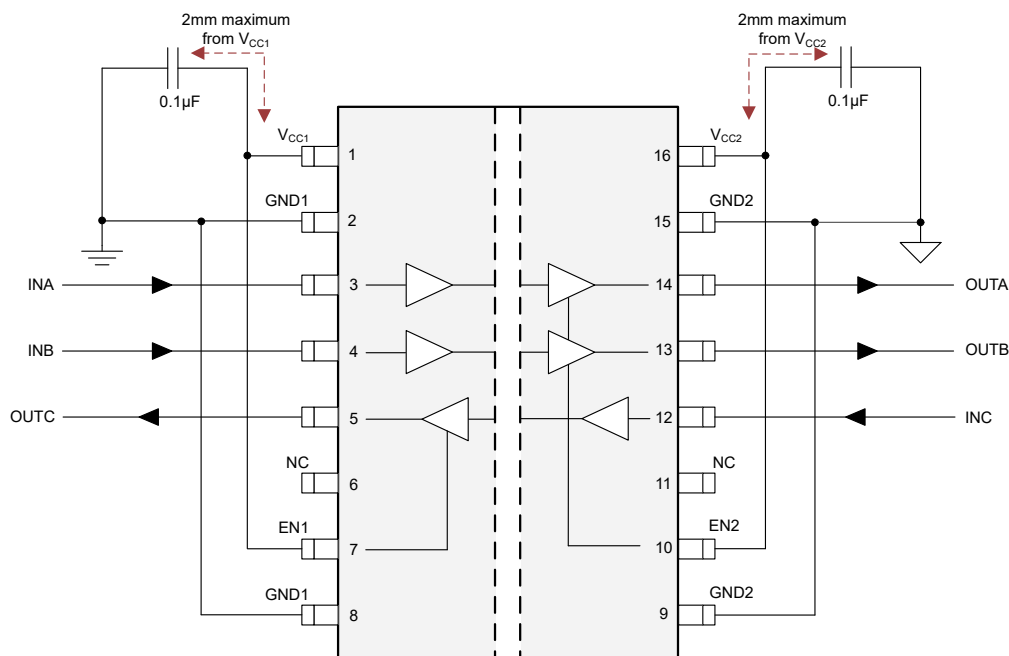 2mm maximum
from VCC1
0.1µF
2mm maximum
from VCC2
0.1µF
VCC1
1
16
VCC2
GND1
2
15
GND2
INA
3
14
OUTA
INB
4
13
OUTB
OUTC
5
12
INC
NC
6
11
NC
EN1
7
10
EN2
GND1
8
9
GND2